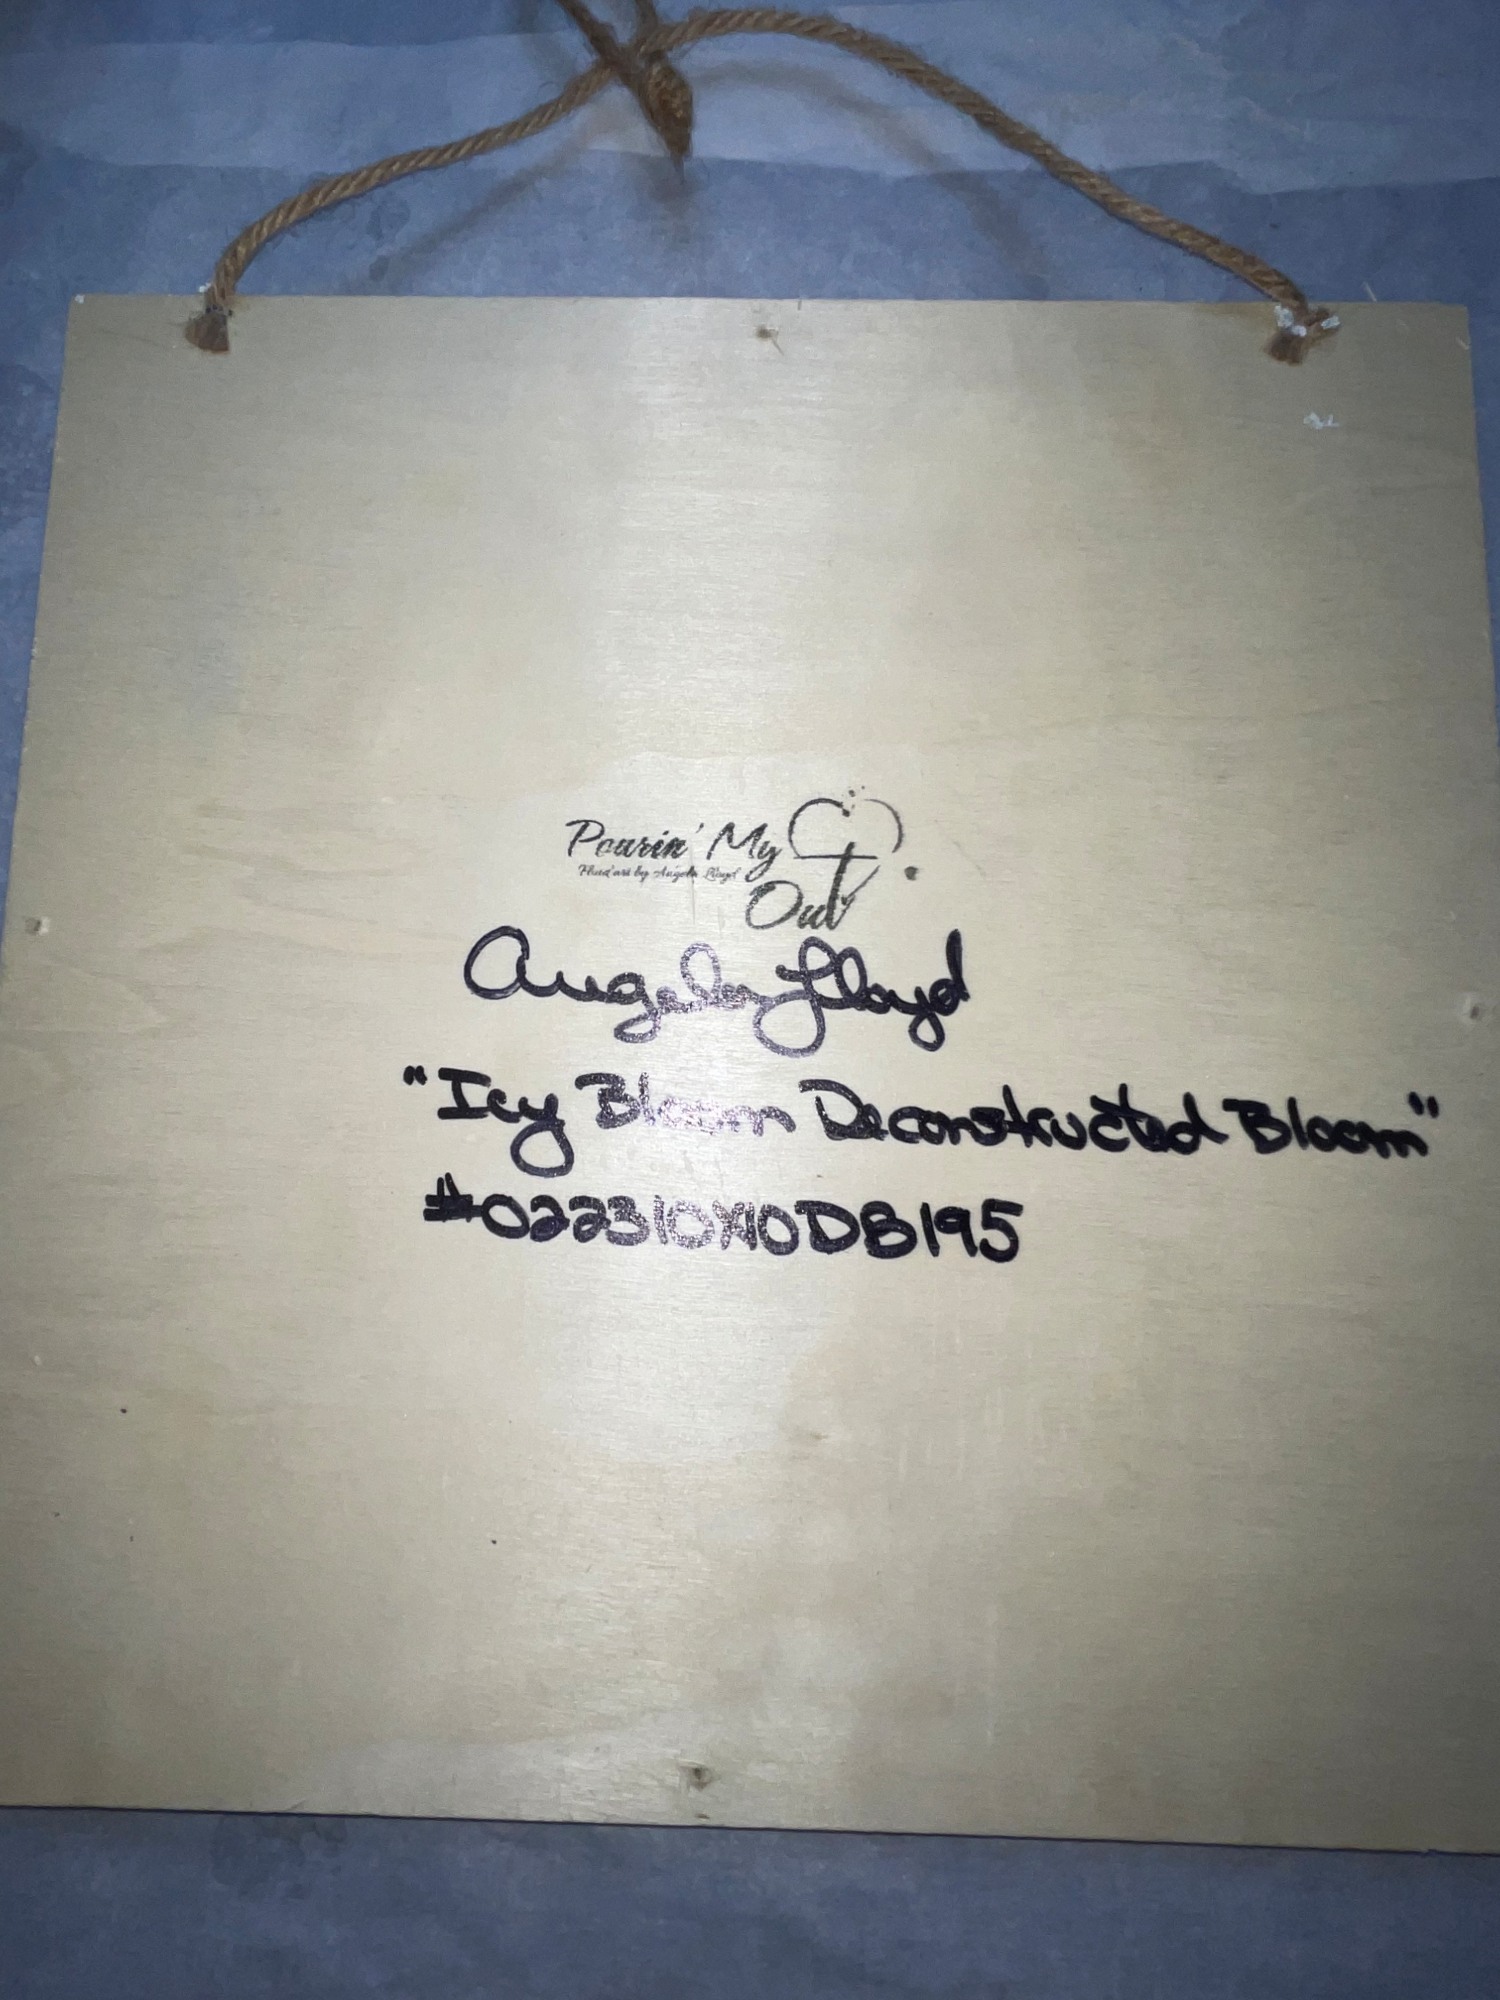 Pourin' My
Fluid art by Angela Lloyd
Out
Angela Lloyd
"Icy Bloom Deconstructed Bloom"
#022310X10DB195